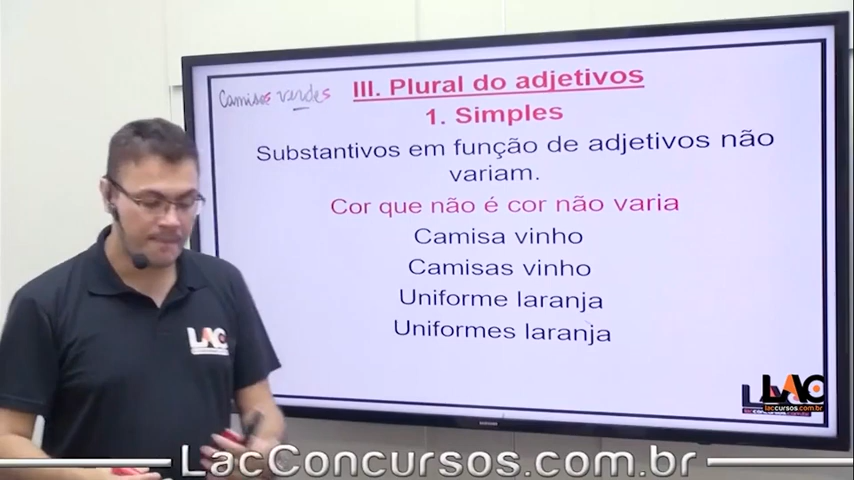 Camisas verdes
III. Plural do adjetivos
1. Simples
Substantivos em função de adjetivos não
variam.
Cor que não é cor não varia
Camisa vinho
Camisas vinho
Uniforme laranja
Uniformes laranja
LAC
LAC
laccursos.com.br
SAMSUNG
LacConcursos.com.br